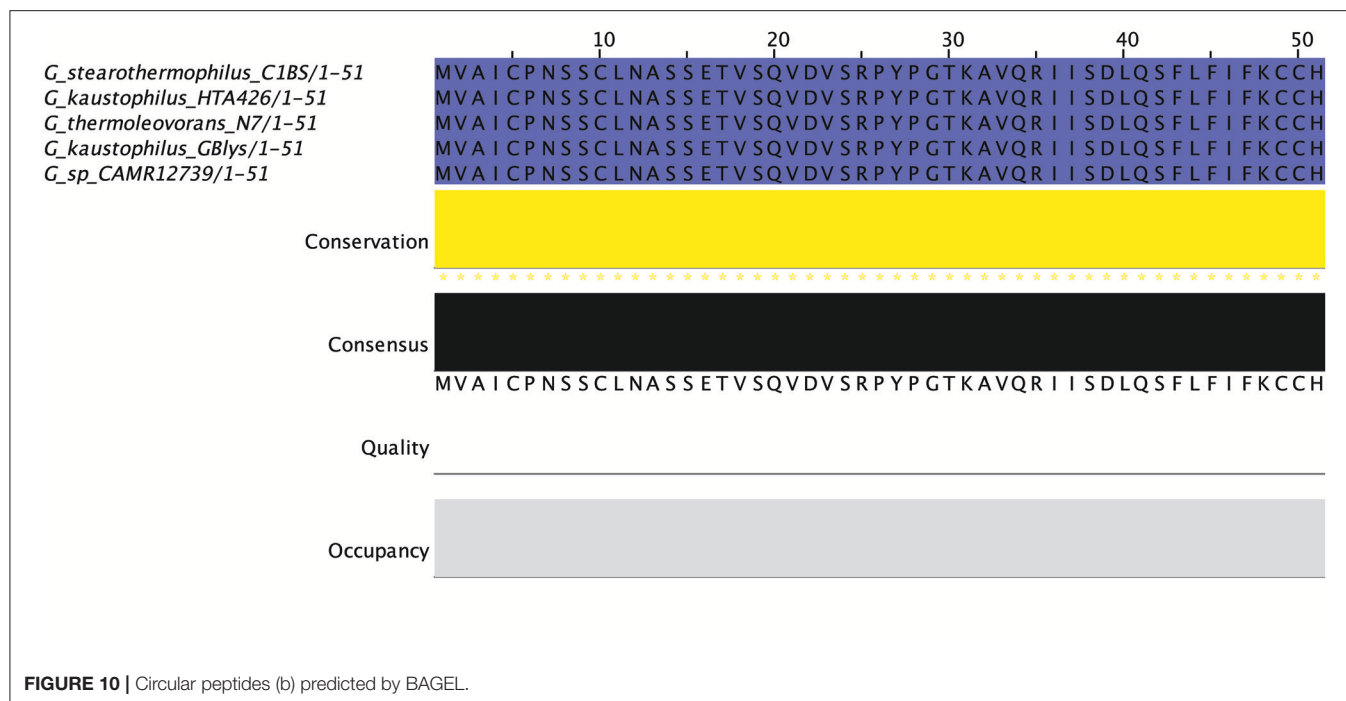 10 20 30 40 50
G_stearothermophilus_C1BS/1–51 MVAICPNSSCLNASSETVSQVDVSRPYPGTKAVQRIISDLQSFLFIFKCCH
G_kaustophilus_HTA426/1–51 MVAICPNSSCLNASSETVSQVDVSRPYPGTKAVQRIISDLQSFLFIFKCCH
G_thermoleovorans_N7/1–51 MVAICPNSSCLNASSETVSQVDVSRPYPGTKAVQRIISDLQSFLFIFKCCH
G_kaustophilus_GBlys/1–51 MVAICPNSSCLNASSETVSQVDVSRPYPGTKAVQRIISDLQSFLFIFKCCH
G_sp_CAMR12739/1–51 MVAICPNSSCLNASSETVSQVDVSRPYPGTKAVQRIISDLQSFLFIFKCCH
Conservation
***************************************************
Consensus
MVAICPNSSCLNASSETVSQVDVSRPYPGTKAVQRIISDLQSFLFIFKCCH
Quality
Occupancy
FIGURE 10 | Circular peptides (b) predicted by BAGEL.